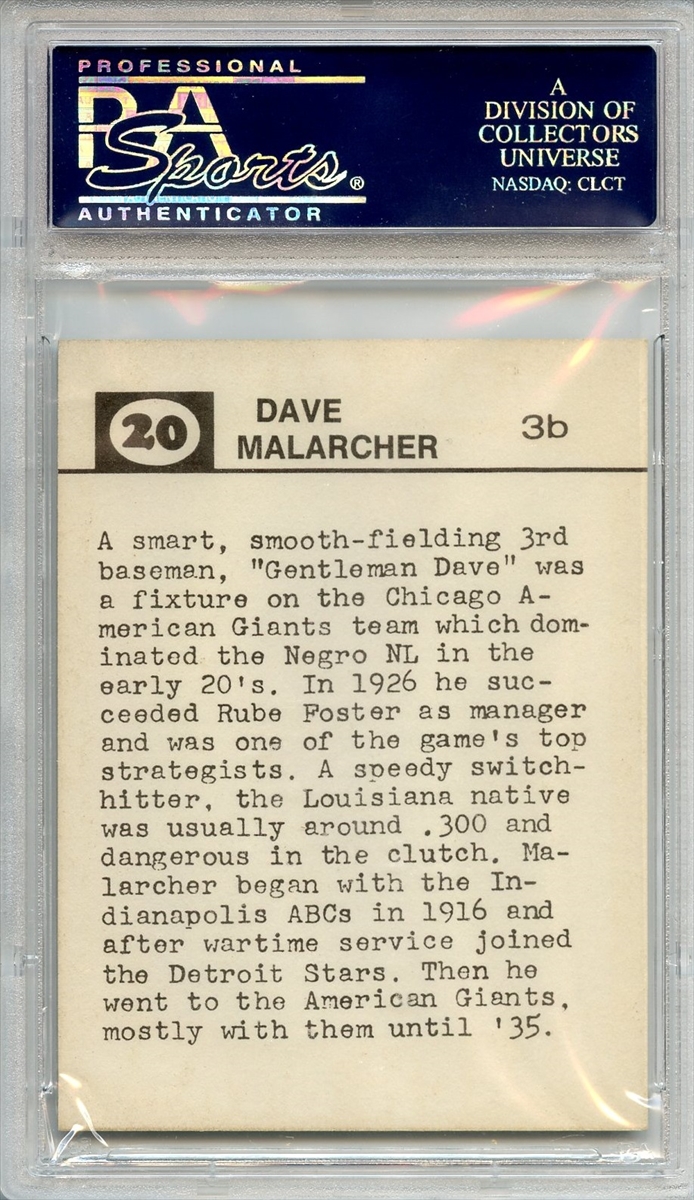 PROFESSIONAL
PSA
Sports®
AUTHENTICATOR
A
DIVISION OF
COLLECTORS
UNIVERSE
NASDAQ: CLCT
20
DAVE
MALARCHER
3b
A smart, smooth-fielding 3rd
baseman, "Gentleman Dave" was
a fixture on the Chicago A-
merican Giants team which dom-
inated the Negro NL in the
early 20's. In 1926 he suc-
ceeded Rube Foster as manager
and was one of the game's top
strategists. A speedy switch-
hitter, the Louisiana native
was usually around .300 and
dangerous in the clutch. Ma-
larcher began with the In-
dianapolis ABCs in 1916 and
after wartime service joined
the Detroit Stars. Then he
went to the American Giants,
mostly with them until '35.